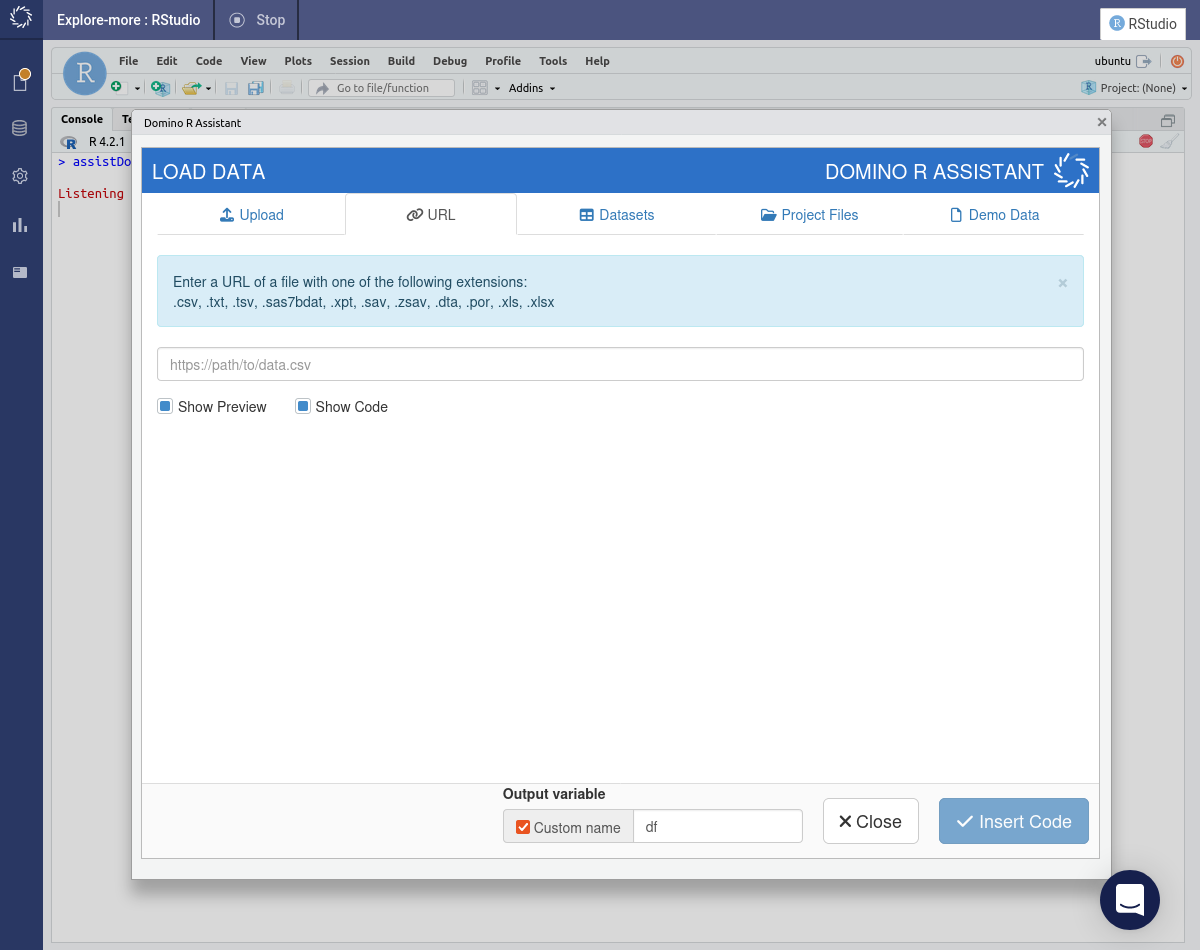 Explore-more : RStudio
Stop
RStudio
File Edit Code View Plots Session Build Debug Profile Tools Help
ubuntu
Go to file/function
Addins
Project: (None)
Console
Te
R 4.2.1
> assistDo
Listening
Domino R Assistant
LOAD DATA
DOMINO R ASSISTANT
Upload
URL
Datasets
Project Files
Demo Data
Enter a URL of a file with one of the following extensions:
.csv, .txt, .tsv, .sas7bdat, .xpt, .sav, .zsav, .dta, .por, .xls, .xlsx
https://path/to/data.csv
Show Preview
Show Code
Output variable
Custom name
df
Close
Insert Code